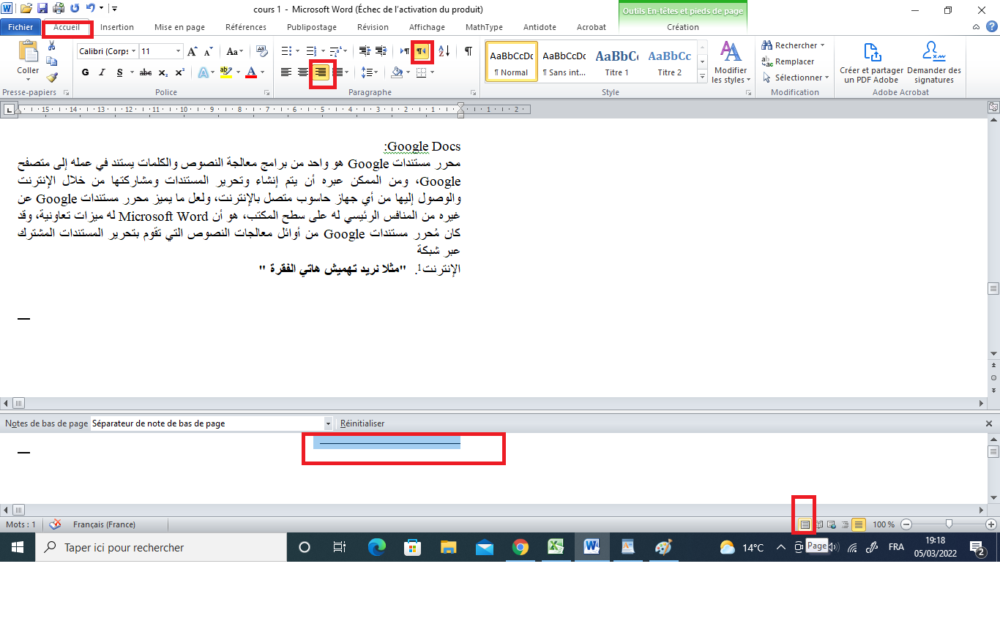 cours 1 - Microsoft Word (Échec de l'activation du produit)
Outils En-têtes et pieds de page
Fichier Accueil Insertion Mise en page Références Publipostage Révision Affichage MathType Antidote Acrobat Création
Calibri (Corps 11
Coller
G I S abc x₂ x²
AaBbCcDc AaBbCcDc AaBbCc AaBbCc
¶ Normal ¶ Sans int... Titre 1 Titre 2
Modifier les styles
Rechercher
Remplacer
Sélectionner
Créer et partager un PDF Adobe
Demander des signatures
Presse-papiers Police Paragraphe Style Modification Adobe Acrobat
15 14 13 12 11 10 9 8 7 6 5 4 3 2 1 1 2
Google Docs:
محرر مستندات Google هو واحد من برامج معالجة النصوص والكلمات يستند في عمله إلى متصفح
Google، ومن الممكن عبره أن يتم إنشاء وتحرير المستندات ومشاركتها من خلال الإنترنت
والوصول إليها من أي جهاز حاسوب متصل بالإنترنت، ولعل ما يميز محرر مستندات Google عن
غيره من المنافس الرئيسي له على سطح المكتب، هو أن Microsoft Word له ميزات تعاونية، وقد
كان مُحرر مستندات Google من أوائل معالجات النصوص التي تقوم بتحرير المستندات المشترك
عبر شبكة
الإنترنت1. "مثلا نريد تهميش هاتي الفقرة "
Notes de bas de page Séparateur de note de bas de page Réinitialiser
Mots : 1 Français (France) 100 %
Page
Taper ici pour rechercher 14°C FRA 19:18
05/03/2022 2